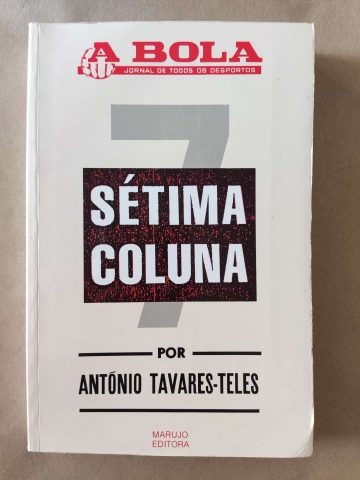 A BOLA
JORNAL DE TODOS OS DESPORTOS
7
SÉTIMA
COLUNA
POR
ANTÓNIO TAVARES-TELES
MARUJO
EDITORA